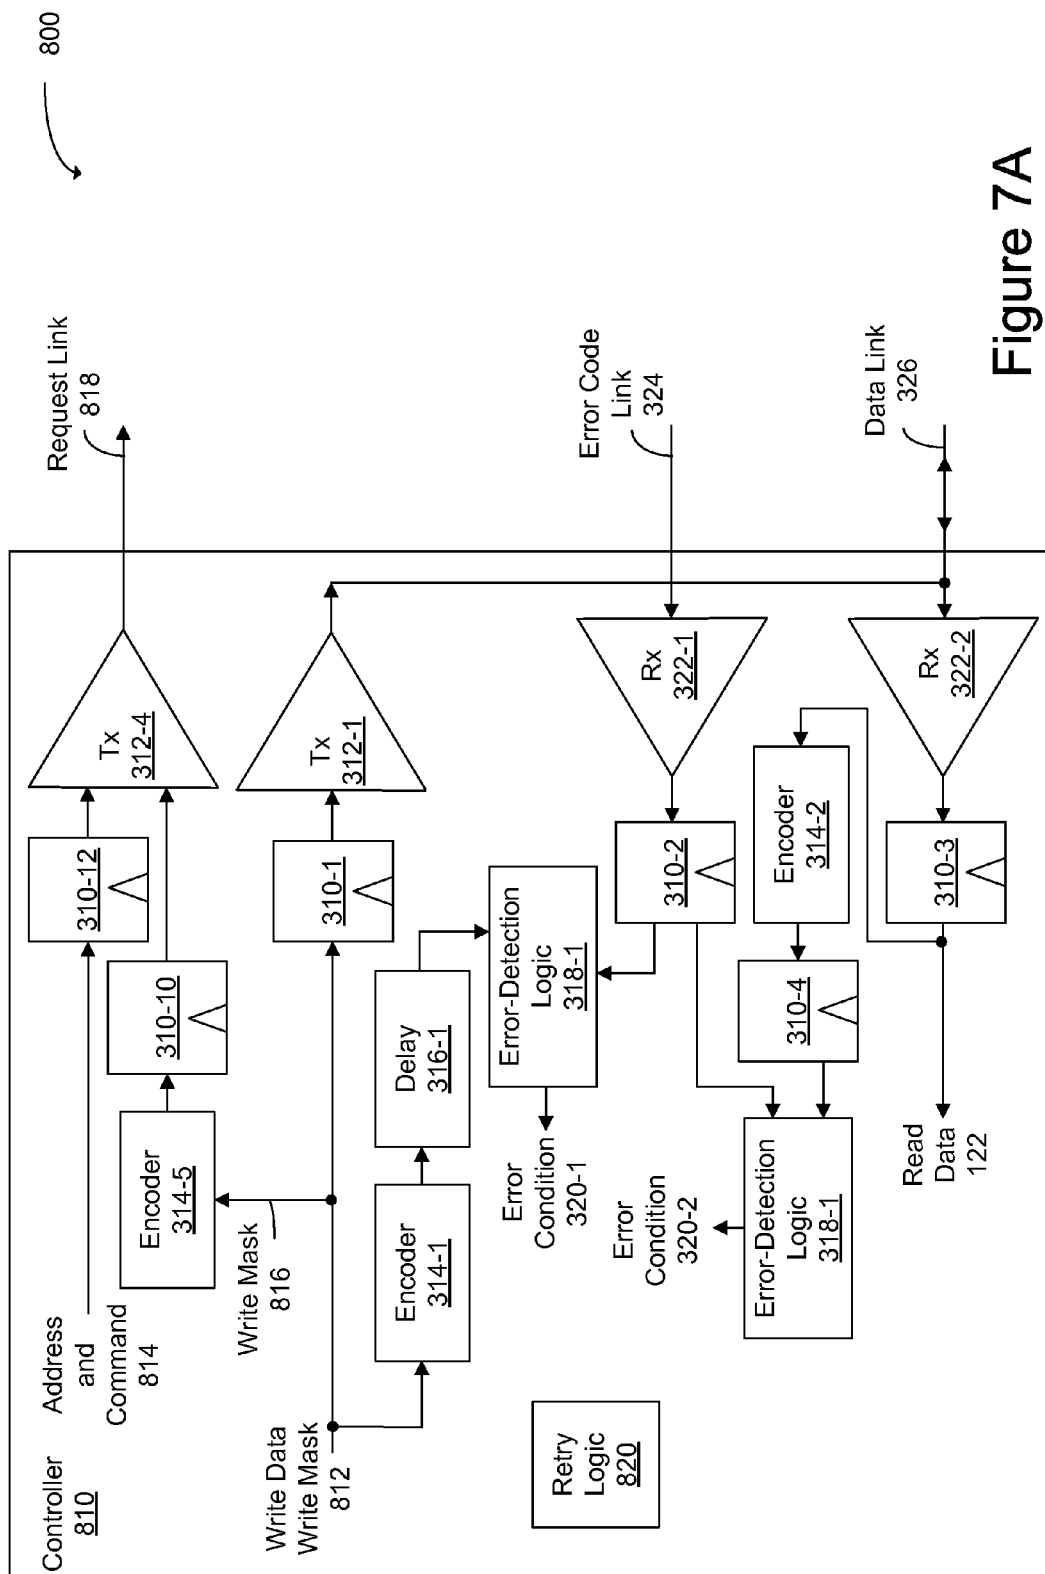 800
Controller
810
Address
and
Command
814
Encoder
314-5
310-10
310-12
Tx
312-4
Request Link
818
Write Mask
816
Write Data
Write Mask
812
310-1
Tx
312-1
Encoder
314-1
Delay
316-1
Error-Detection
Logic
318-1
Error
Condition
320-1
310-2
Rx
322-1
Error Code
Link
324
Retry
Logic
820
Error
Condition
320-2
Error-Detection
Logic
318-1
310-4
Encoder
314-2
Read
Data
122
310-3
Rx
322-2
Data Link
326
Figure 7A